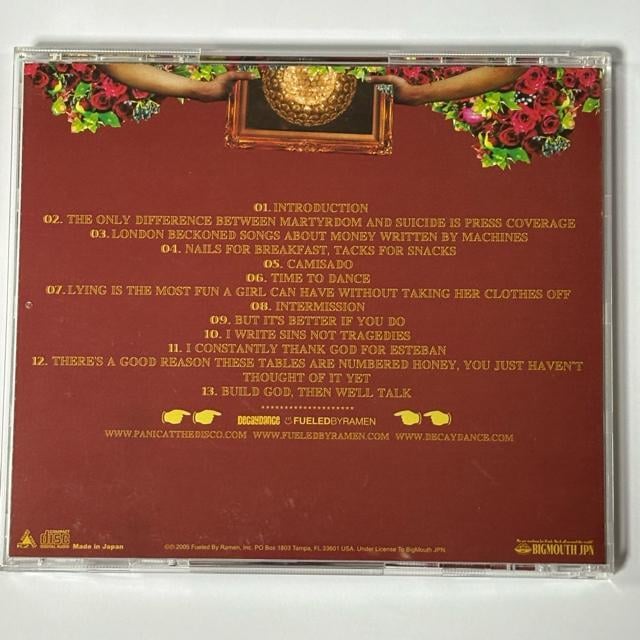 01. INTRODUCTION
02. THE ONLY DIFFERENCE BETWEEN MARTYRDOM AND SUICIDE IS PRESS COVERAGE
03. LONDON BECKONED SONGS ABOUT MONEY WRITTEN BY MACHINES
04. NAILS FOR BREAKFAST, TACKS FOR SNACKS
05. CAMISADO
06. TIME TO DANCE
07. LYING IS THE MOST FUN A GIRL CAN HAVE WITHOUT TAKING HER CLOTHES OFF
08. INTERMISSION
09. BUT IT'S BETTER IF YOU DO
10. I WRITE SINS NOT TRAGEDIES
11. I CONSTANTLY THANK GOD FOR ESTEBAN
12. THERE'S A GOOD REASON THESE TABLES ARE NUMBERED HONEY, YOU JUST HAVEN'T
THOUGHT OF IT YET
13. BUILD GOD, THEN WE'LL TALK
DECAYDANCE FUELEDBYRAMEN
WWW.PANICATTHEDISCO.COM WWW.FUELEDBYRAMEN.COM WWW.DECAYDANCE.COM
COMPACT
disc
DIGITAL AUDIO
Made in Japan
©℗ 2005 Fueled By Ramen, Inc. PO Box 1803 Tampa, FL 33601 USA. Under License To BigMouth JPN
BIGMOUTH JPN